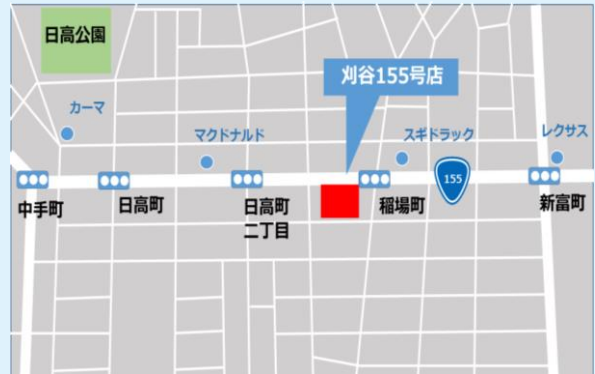 日高公園
刈谷155号店
カーマ
マクドナルド
スギドラック
レクサス
155
中手町
日高町
日高町
二丁目
稲場町
新富町